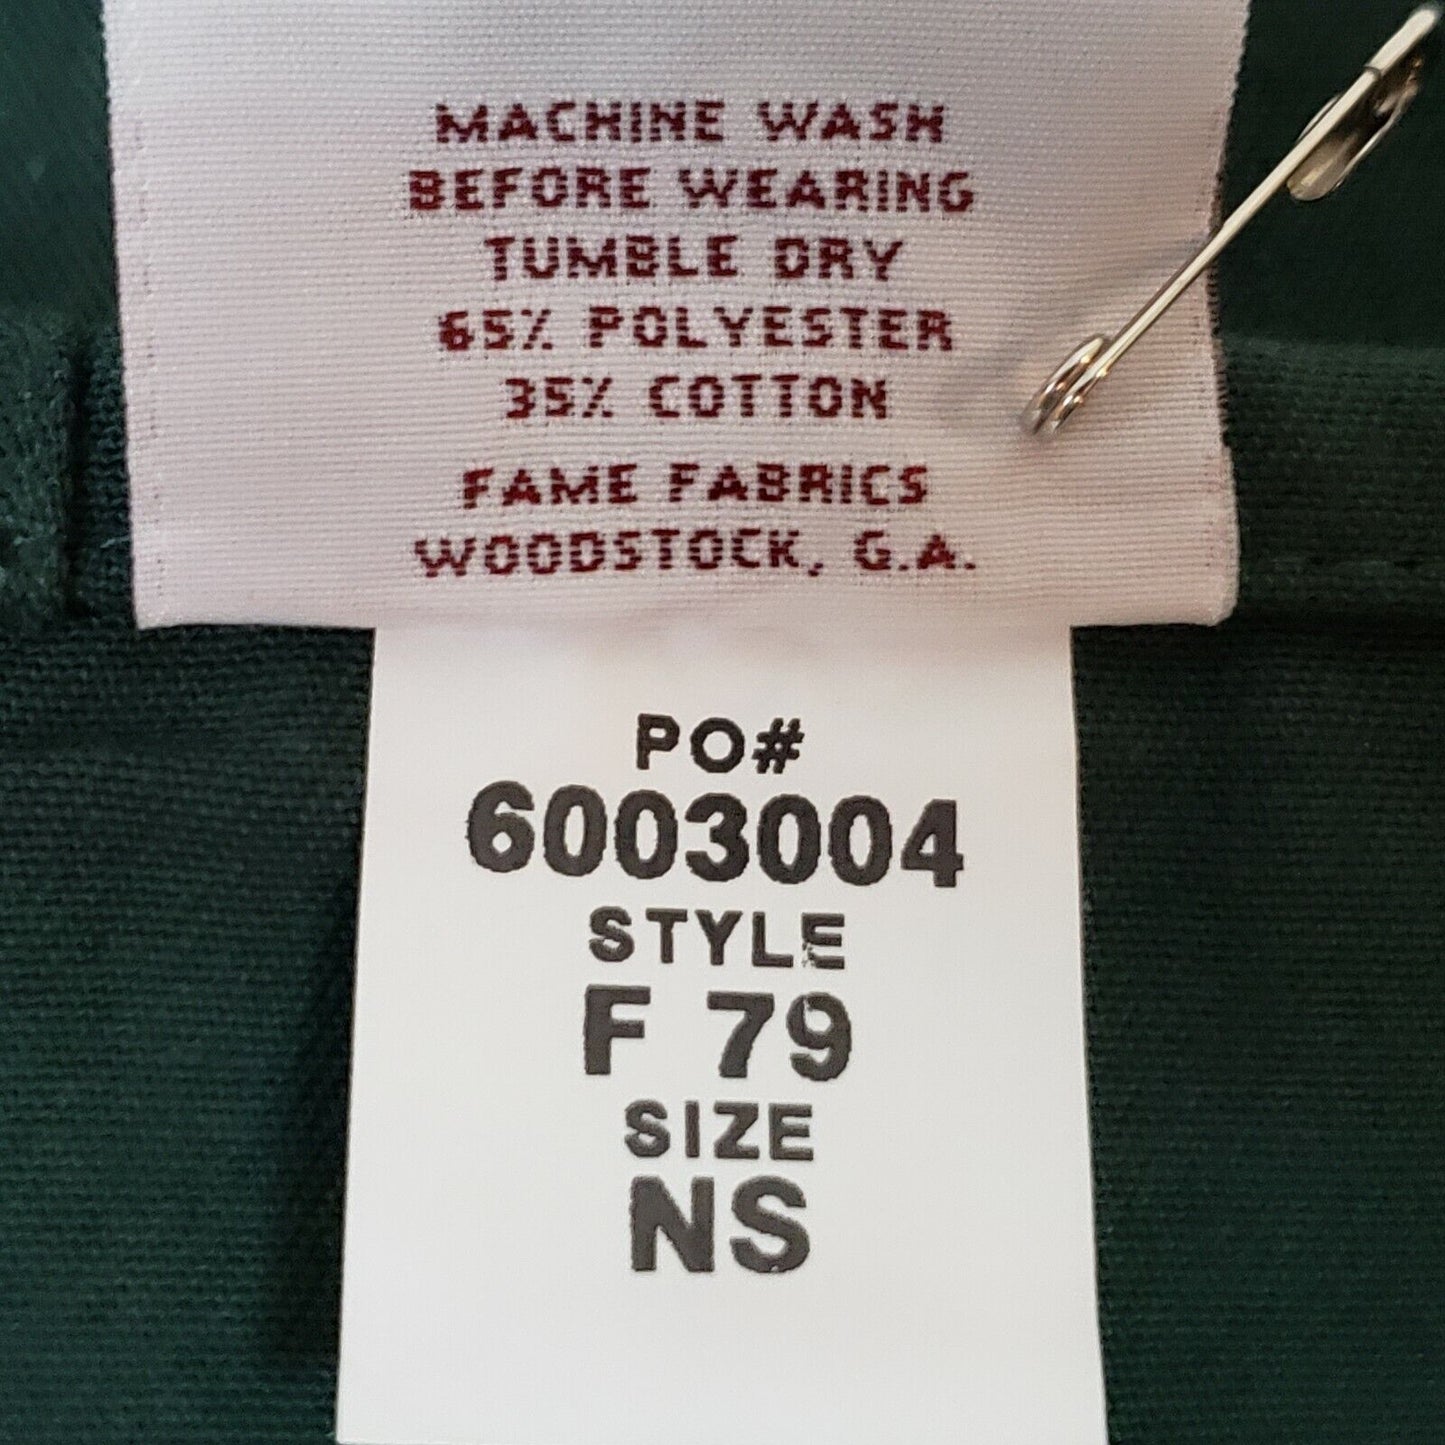 MACHINE WASH
BEFORE WEARING
TUMBLE DRY
65% POLYESTER
35% COTTON
FAME FABRICS
WOODSTOCK, G.A.
PO#
6003004
STYLE
F 79
SIZE
NS